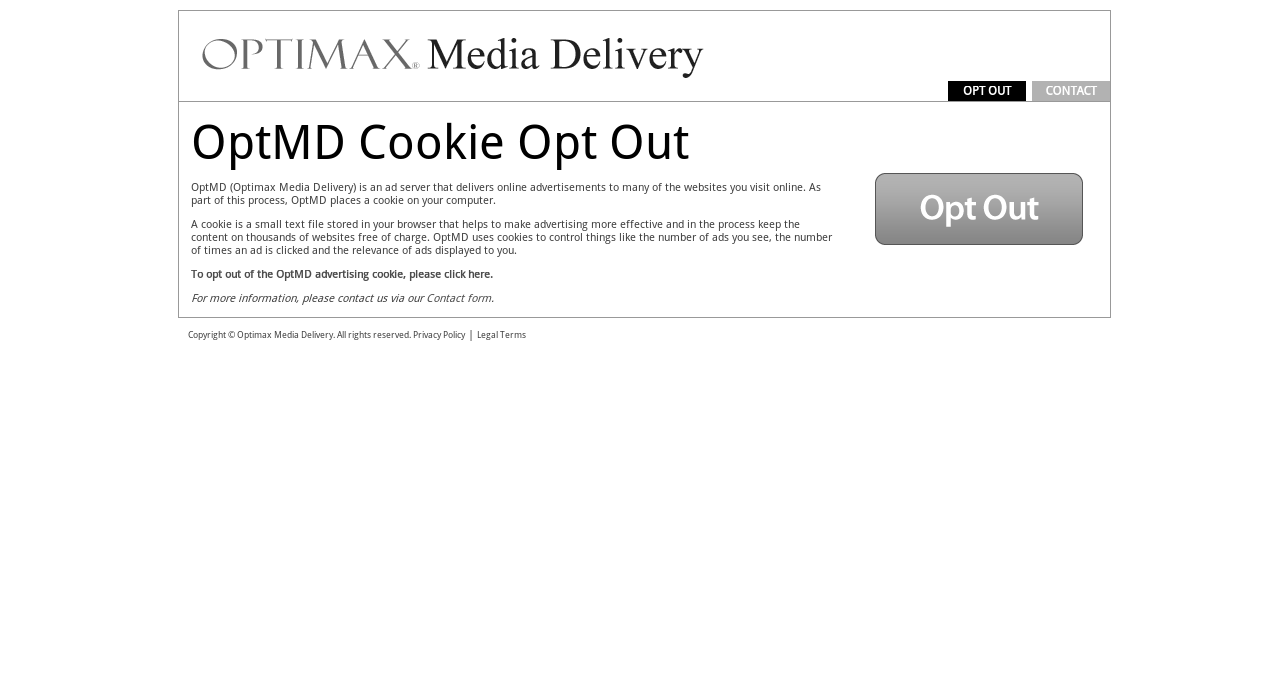 OPTIMAX® Media Delivery
OPT OUT
CONTACT
OptMD Cookie Opt Out
OptMD (Optimax Media Delivery) is an ad server that delivers online advertisements to many of the websites you visit online. As
part of this process, OptMD places a cookie on your computer.
A cookie is a small text file stored in your browser that helps to make advertising more effective and in the process keep the
content on thousands of websites free of charge. OptMD uses cookies to control things like the number of ads you see, the number
of times an ad is clicked and the relevance of ads displayed to you.
To opt out of the OptMD advertising cookie, please click here.
For more information, please contact us via our Contact form.
Opt Out
Copyright © Optimax Media Delivery. All rights reserved. Privacy Policy | Legal Terms